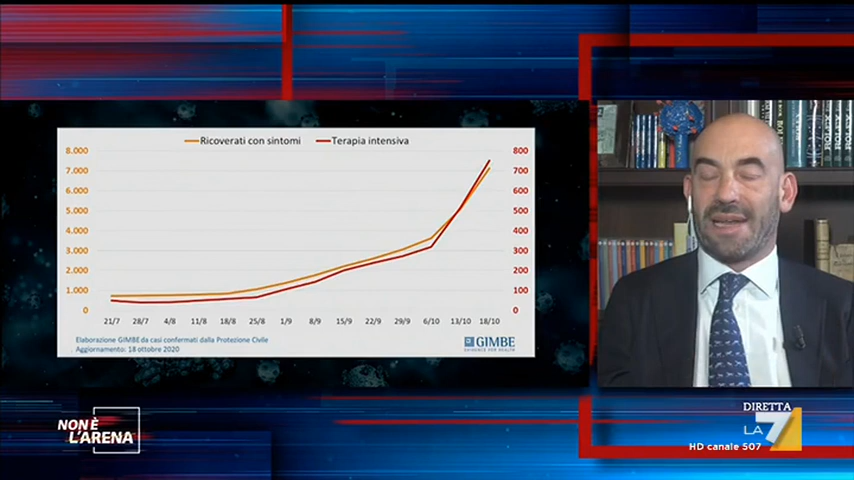 Ricoverati con sintomi
Terapia intensiva
8.000
800
7.000
700
6.000
600
5.000
500
4.000
400
3.000
300
2.000
200
1.000
100
0
0
21/7 28/7 4/8 11/8 18/8 25/8 1/9 8/9 15/9 22/9 29/9 6/10 13/10 18/10
Elaborazione GIMBE da casi confermati dalla Protezione Civile
Aggiornamento: 18 ottobre 2020
GIMBE
EVIDENCE FOR HEALTH
NON È
L'ARENA
DIRETTA
LA 7
HD canale 507